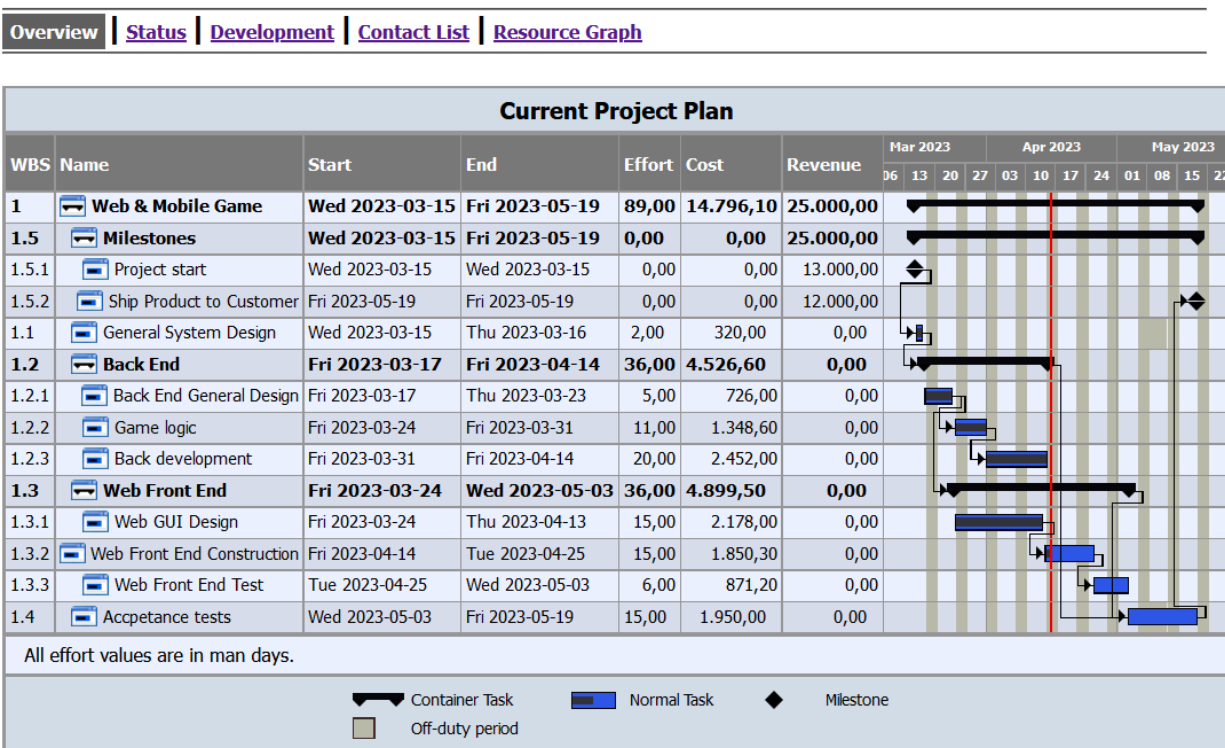 Overview | Status | Development | Contact List | Resource Graph
Current Project Plan
WBS Name Start End Effort Cost Revenue Mar 2023 Apr 2023 May 2023
06 13 20 27 03 10 17 24 01 08 15 22
1 Web & Mobile Game Wed 2023-03-15 Fri 2023-05-19 89,00 14.796,10 25.000,00
1.5 Milestones Wed 2023-03-15 Fri 2023-05-19 0,00 0,00 25.000,00
1.5.1 Project start Wed 2023-03-15 Wed 2023-03-15 0,00 0,00 13.000,00
1.5.2 Ship Product to Customer Fri 2023-05-19 Fri 2023-05-19 0,00 0,00 12.000,00
1.1 General System Design Wed 2023-03-15 Thu 2023-03-16 2,00 320,00 0,00
1.2 Back End Fri 2023-03-17 Fri 2023-04-14 36,00 4.526,60 0,00
1.2.1 Back End General Design Fri 2023-03-17 Thu 2023-03-23 5,00 726,00 0,00
1.2.2 Game logic Fri 2023-03-24 Fri 2023-03-31 11,00 1.348,60 0,00
1.2.3 Back development Fri 2023-03-31 Fri 2023-04-14 20,00 2.452,00 0,00
1.3 Web Front End Fri 2023-03-24 Wed 2023-05-03 36,00 4.899,50 0,00
1.3.1 Web GUI Design Fri 2023-03-24 Thu 2023-04-13 15,00 2.178,00 0,00
1.3.2 Web Front End Construction Fri 2023-04-14 Tue 2023-04-25 15,00 1.850,30 0,00
1.3.3 Web Front End Test Tue 2023-04-25 Wed 2023-05-03 6,00 871,20 0,00
1.4 Accpetance tests Wed 2023-05-03 Fri 2023-05-19 15,00 1.950,00 0,00
All effort values are in man days.
Container Task Normal Task Milestone
Off-duty period